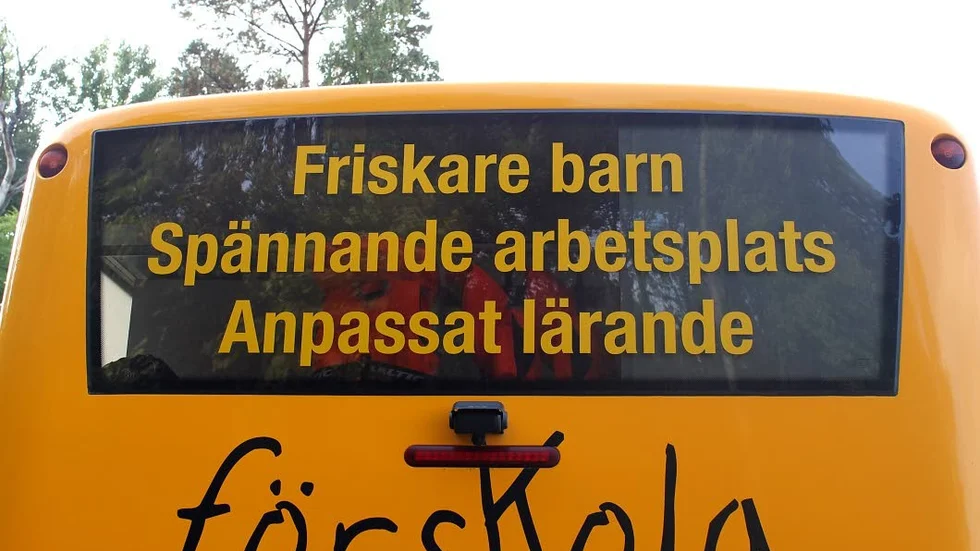 Friskare barn
Spännande arbetsplats
Anpassat lärande
förskola